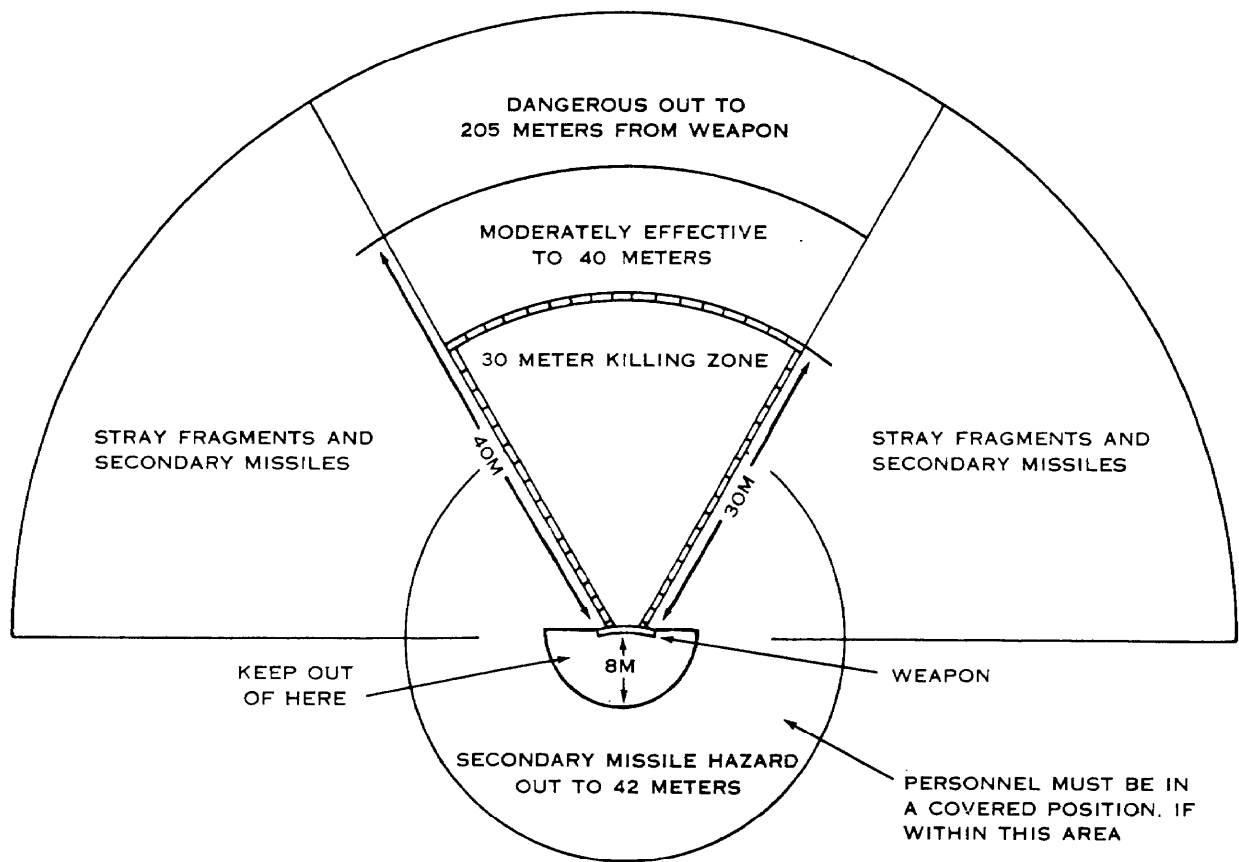 DANGEROUS OUT TO
205 METERS FROM WEAPON
MODERATELY EFFECTIVE
TO 40 METERS
30 METER KILLING ZONE
STRAY FRAGMENTS AND
SECONDARY MISSILES
40M
30M
STRAY FRAGMENTS AND
SECONDARY MISSILES
KEEP OUT
OF HERE
8M
WEAPON
SECONDARY MISSILE HAZARD
OUT TO 42 METERS
PERSONNEL MUST BE IN
A COVERED POSITION. IF
WITHIN THIS AREA